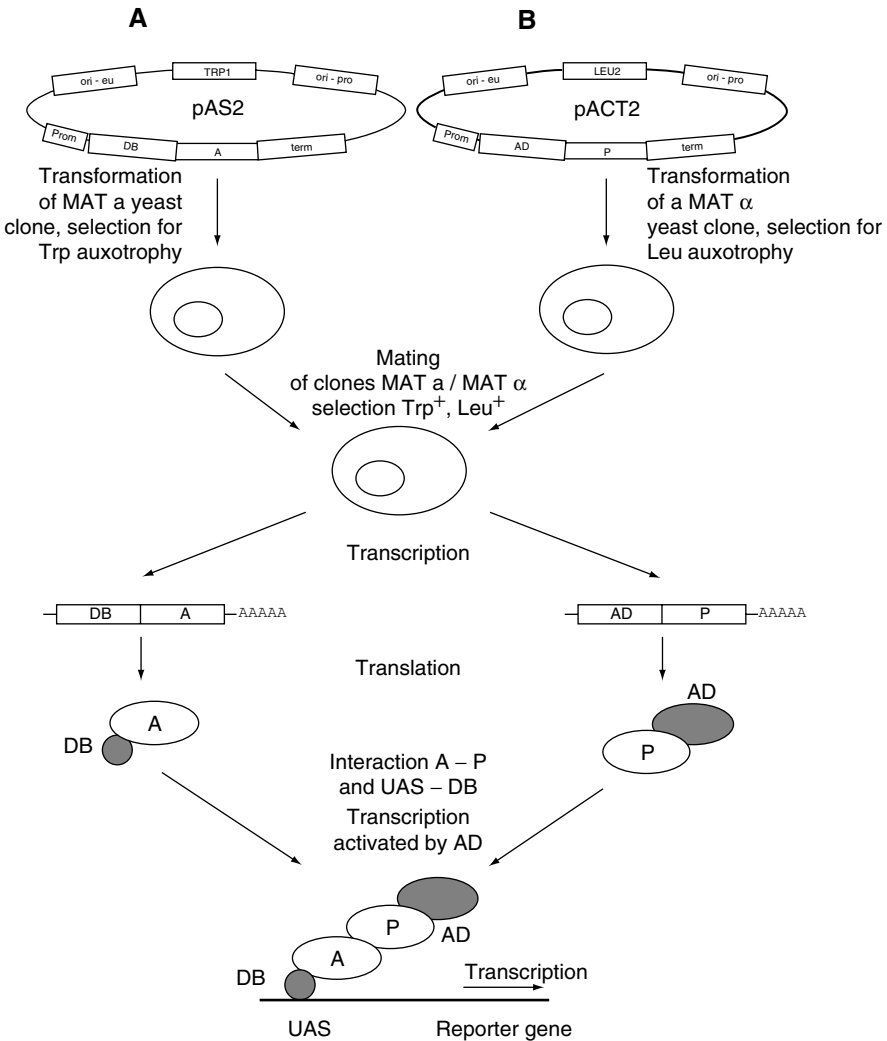 A
B
ori - eu
TRP1
ori - pro
pAS2
Prom
DB
A
term
ori - eu
LEU2
ori - pro
pACT2
Prom
AD
P
term
Transformation
of MAT a yeast
clone, selection for
Trp auxotrophy
Transformation
of a MAT α
yeast clone, selection for
Leu auxotrophy
Mating
of clones MAT a / MAT α
selection Trp+, Leu+
Transcription
DB A AAAAA
AD P AAAAA
Translation
DB
A
AD
P
Interaction A – P
and UAS – DB
Transcription
activated by AD
P
AD
A
DB
Transcription
UAS
Reporter gene